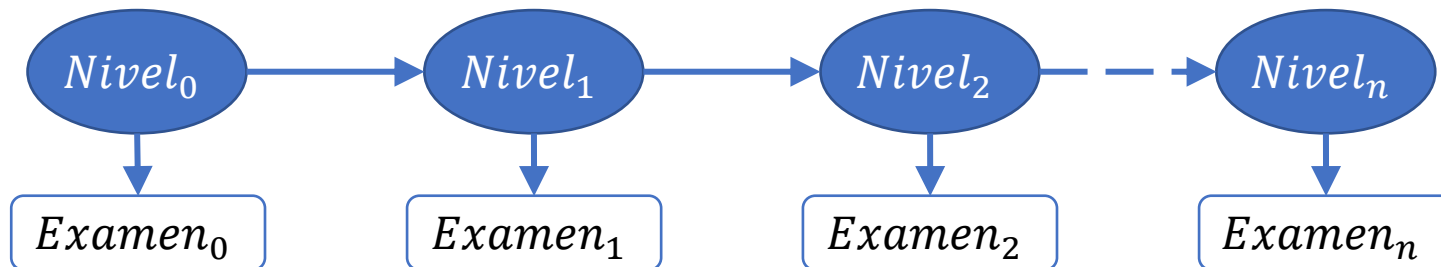 Nivel₀ Nivel₁ Nivel₂ Nivelₙ
Examen₀ Examen₁ Examen₂ Examenₙ